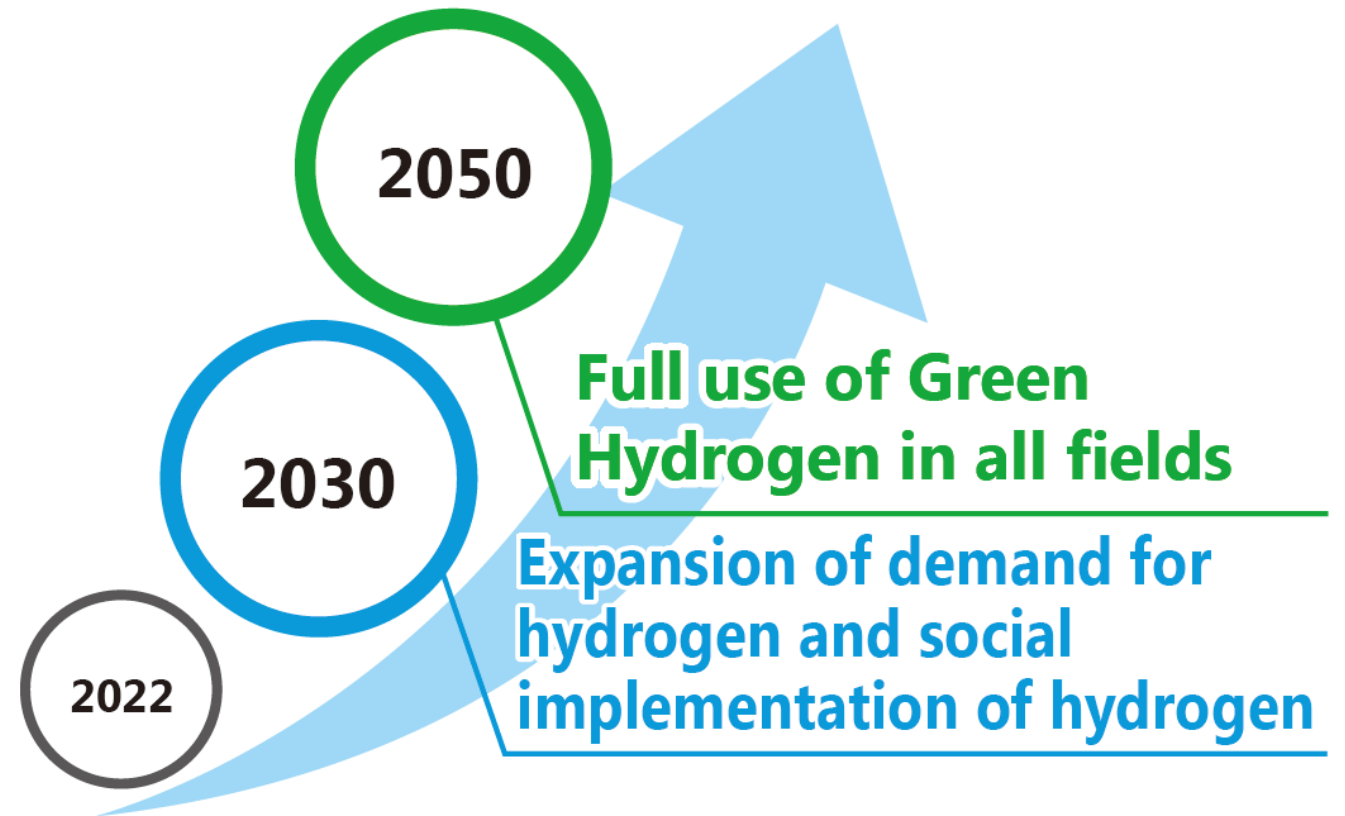 2050
Full use of Green
Hydrogen in all fields
2030
Expansion of demand for
hydrogen and social
implementation of hydrogen
2022